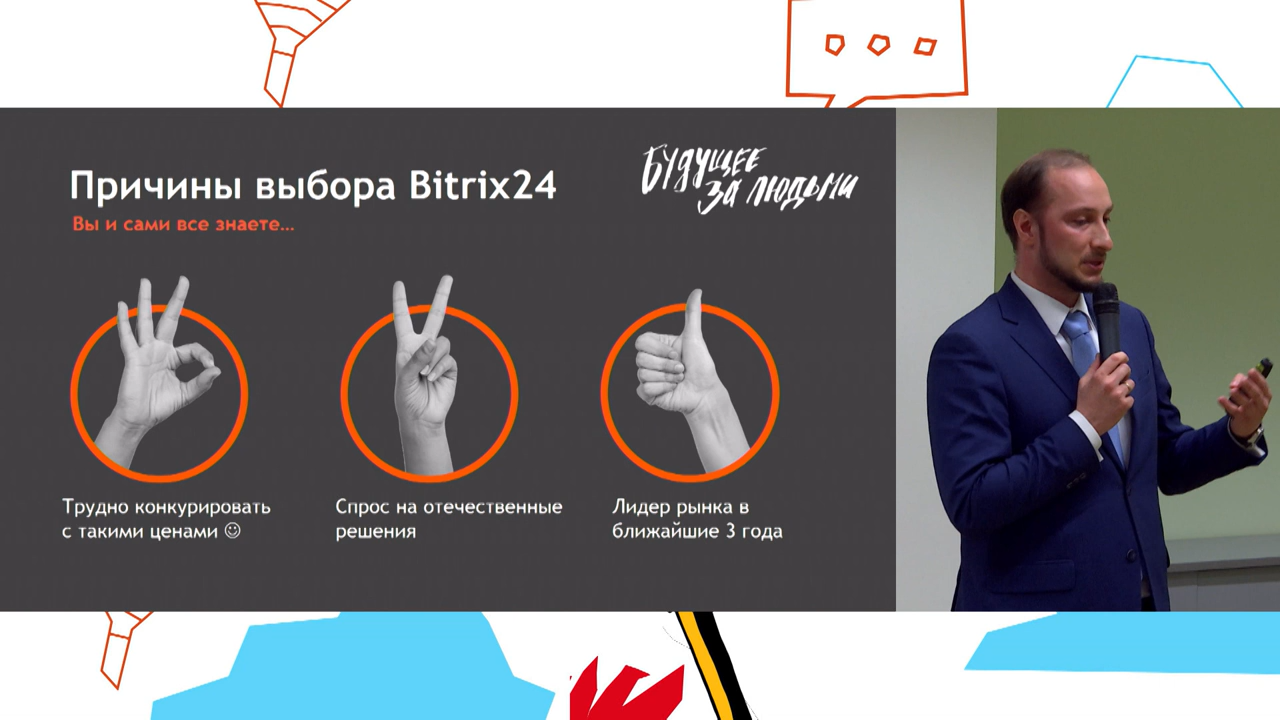 Причины выбора Bitrix24
Вы и сами все знаете...
БУДУЩЕЕ
ЗА ЛЮДЬМИ
Трудно конкурировать
с такими ценами ☺
Спрос на отечественные
решения
Лидер рынка в
ближайшие 3 года